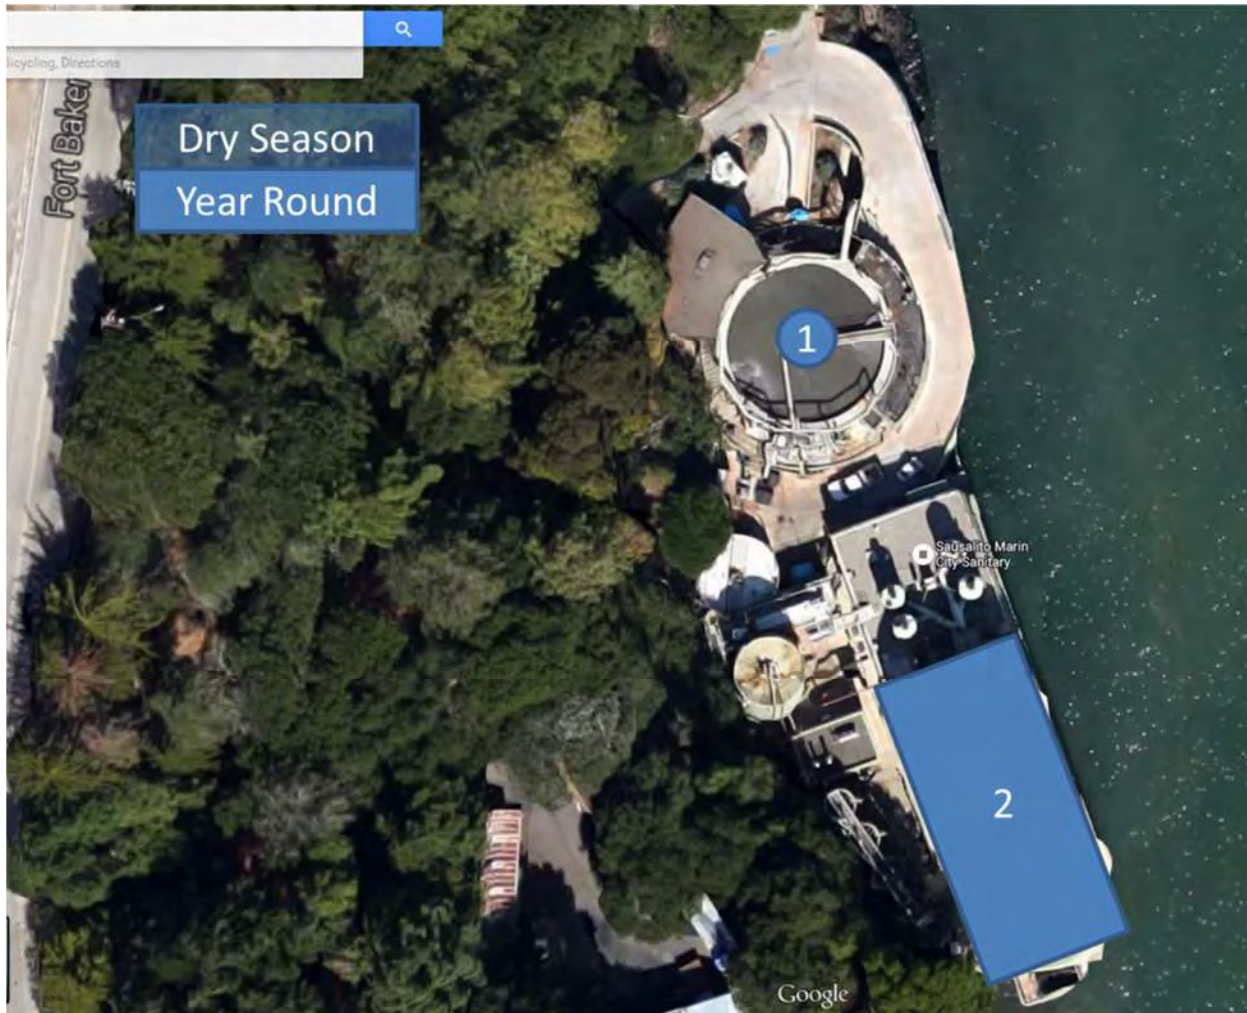 Bicycling, Directions
Fort Baker
Dry Season
Year Round
1
Sausalito Marin
City Sanitary
2
Google